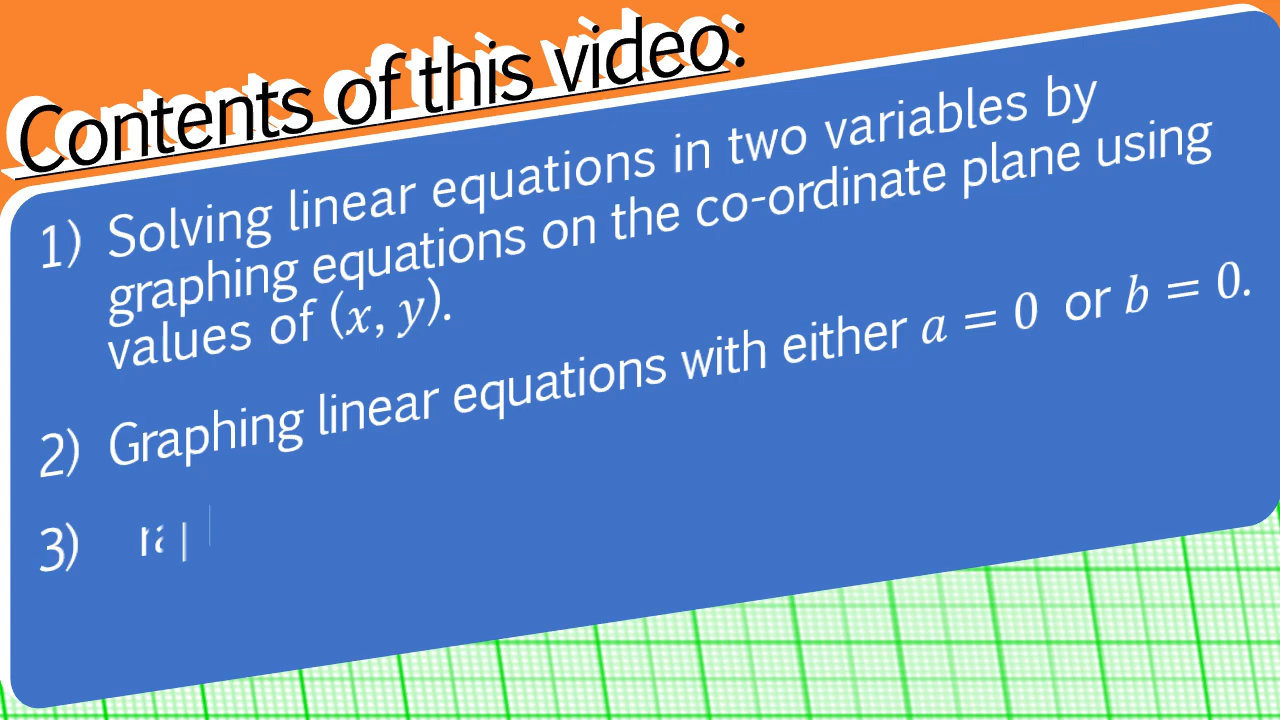 Contents of this video:
1) Solving linear equations in two variables by
graphing equations on the co-ordinate plane using
values of (x, y).
2) Graphing linear equations with either a = 0 or b = 0.
3)